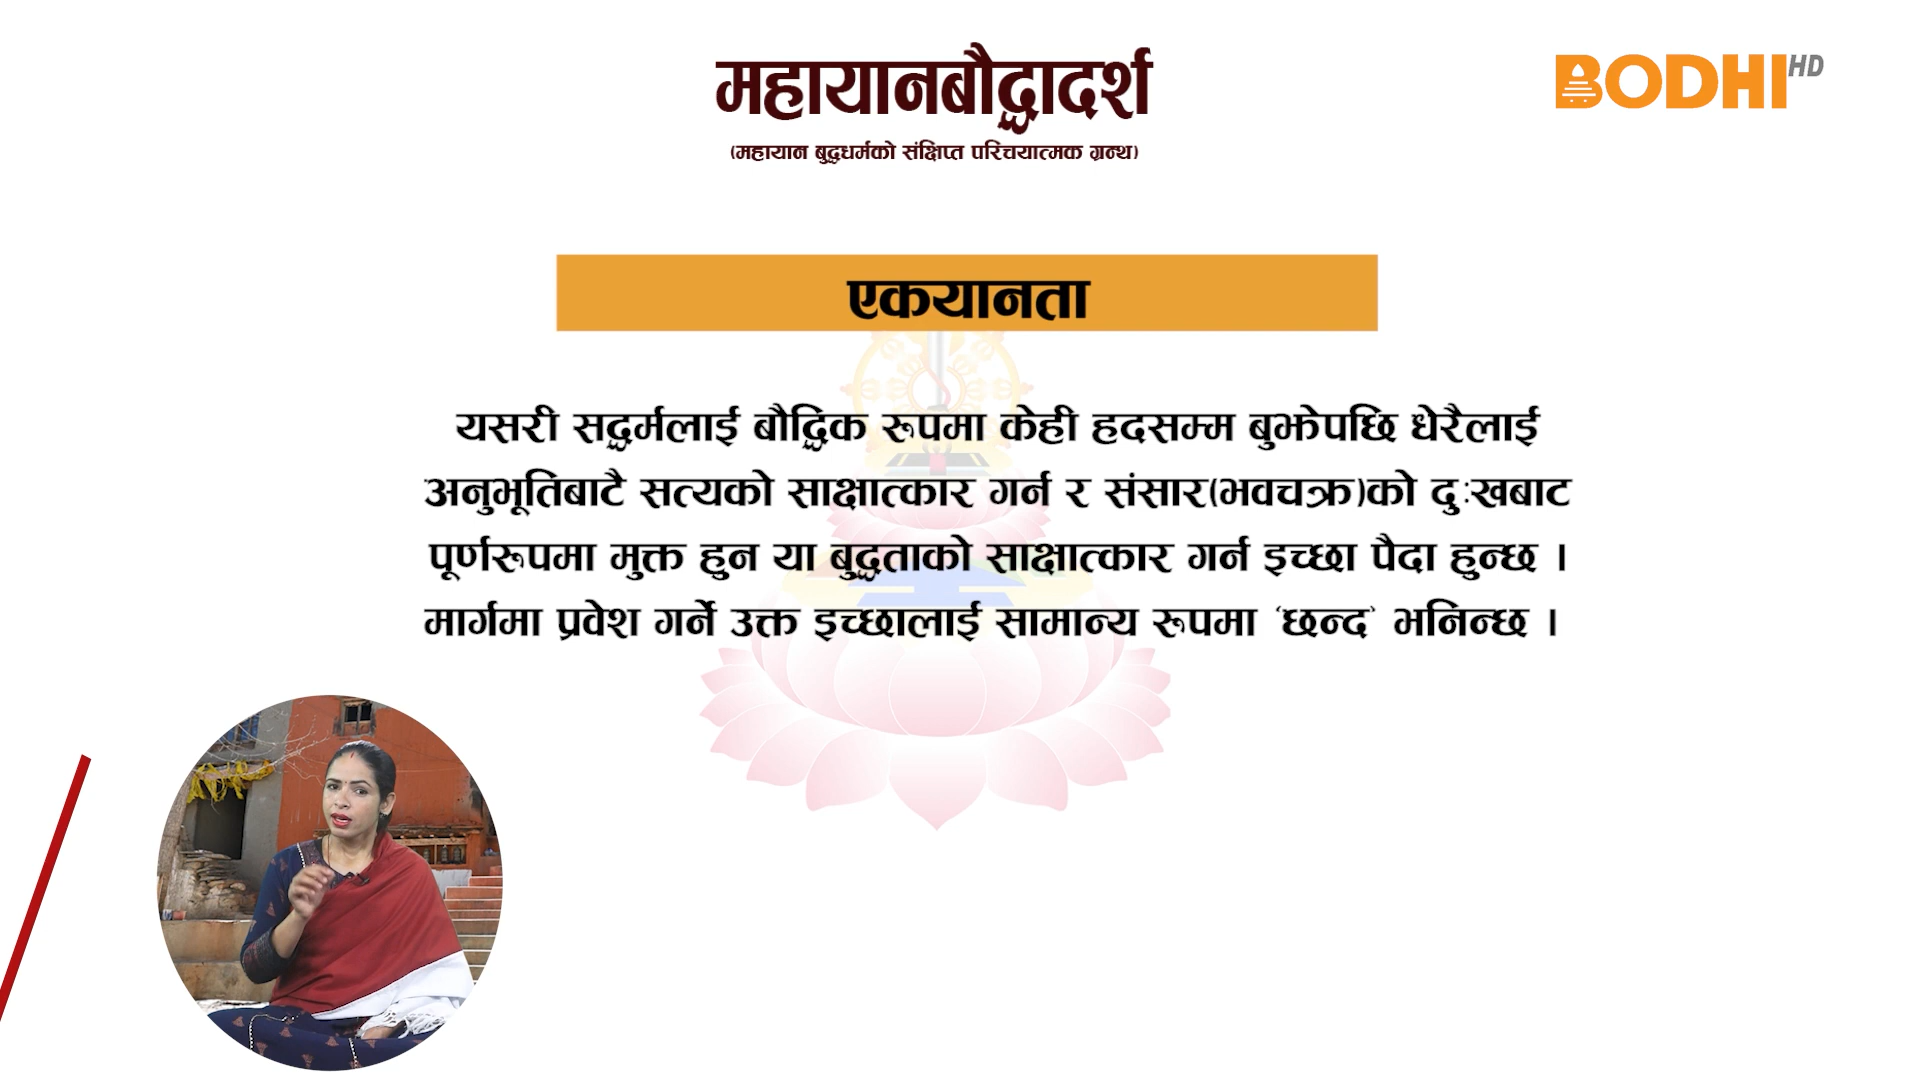 महायानबौद्धादर्श
(महायान बुद्धधर्मको संक्षिप्त परिचयात्मक ग्रन्थ)
BODHI HD
एकयानता
यसरी सद्धर्मलाई बौद्धिक रूपमा केही हदसम्म बुझेपछि धेरैलाई
अनुभूतिबाटै सत्यको साक्षात्कार गर्न र संसार(भवचक्र)को दुःखबाट
पूर्णरूपमा मुक्त हुन या बुद्धताको साक्षात्कार गर्न इच्छा पैदा हुन्छ ।
मार्गमा प्रवेश गर्ने उक्त इच्छालाई सामान्य रूपमा ‘छन्द’ भनिन्छ ।